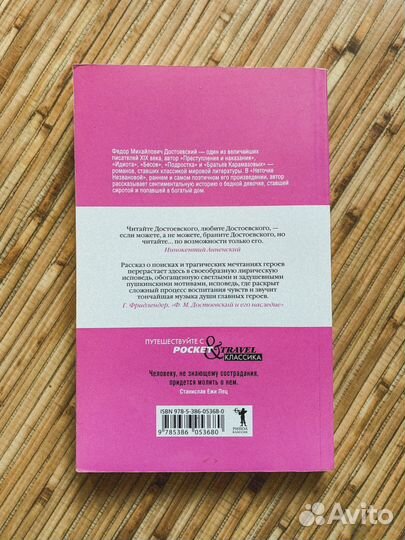 Федор Михайлович Достоевский — один из величайших
писателей XIX века, автор «Преступления и наказания»,
«Идиота», «Бесов», «Подростка» и «Братьев Карамазовых» —
романов, ставших классикой мировой литературы. В «Неточке
Незвановой», раннем и самом поэтичном его произведении, автор
рассказывает сентиментальную историю о бедной девочке, ставшей
сиротой и попавшей в богатый дом.
Читайте Достоевского, любите Достоевского, —
если можете, а не можете, браните Достоевского, но
читайте... по возможности только его.
Иннокентий Анненский
Рассказ о поисках и трагических мечтаниях героев
перерастает здесь в своеобразную лирическую
исповедь, обогащенную светлыми и задушевными
пушкинскими мотивами, исповедь, где раскрыт
сложный процесс воспитания чувств и звучит
тончайшая музыка души главных героев.
Г. Фридлендер. «Ф. М. Достоевский и его наследие»
ПУТЕШЕСТВУЙТЕ С
POCKET & TRAVEL
КЛАССИКА
Человеку, не знающему сострадания,
придется молить о нем.
Станислав Ежи Лец
ISBN 978-5-386-05368-0
9 785386 053680
РИПОЛ
КЛАССИК
Avito